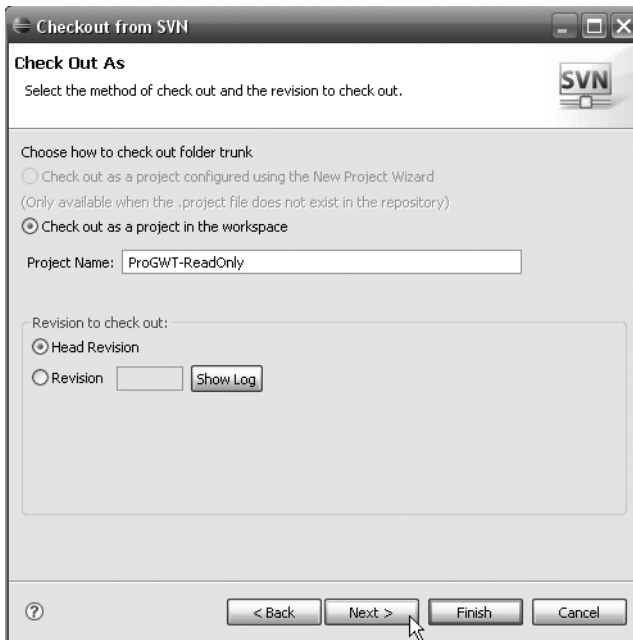 Checkout from SVN
Check Out As
Select the method of check out and the revision to check out.
SVN
Choose how to check out folder trunk
Check out as a project configured using the New Project Wizard
(Only available when the .project file does not exist in the repository)
Check out as a project in the workspace
Project Name: ProGWT-ReadOnly
Revision to check out:
Head Revision
Revision Show Log
? < Back Next > Finish Cancel